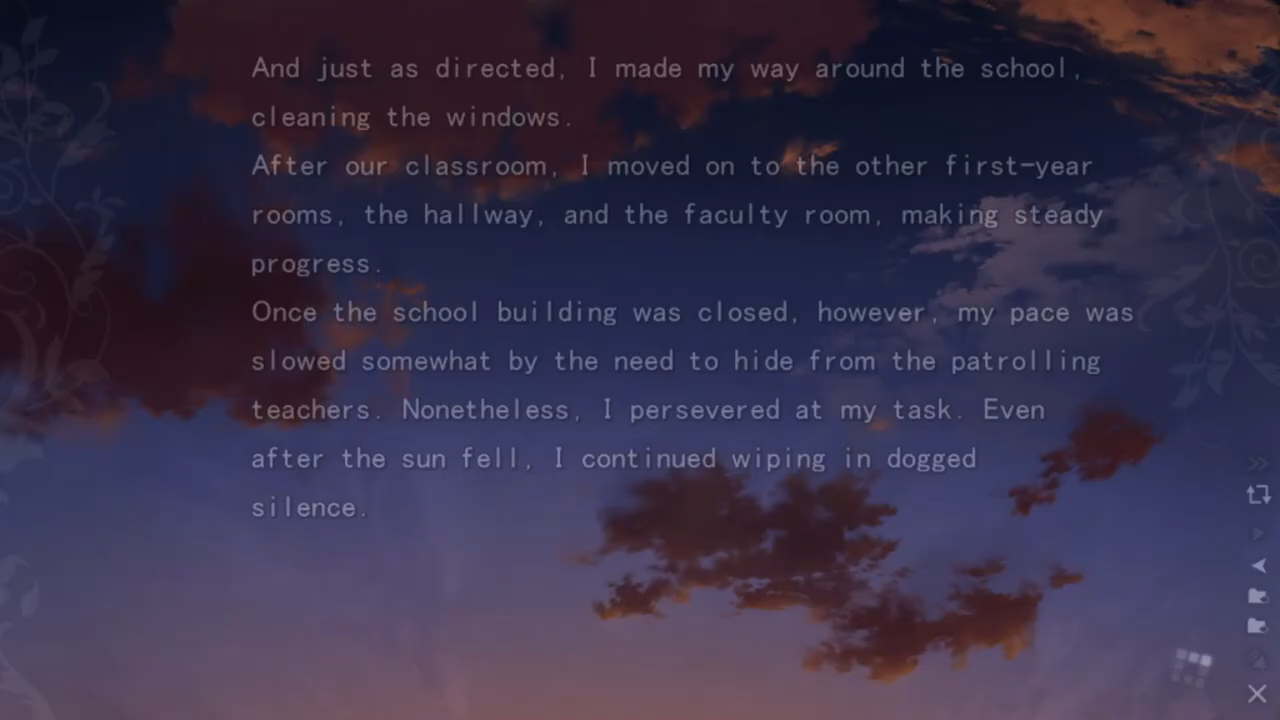 And just as directed, I made my way around the school,
cleaning the windows.
After our classroom, I moved on to the other first-year
rooms, the hallway, and the faculty room, making steady
progress.
Once the school building was closed, however, my pace was
slowed somewhat by the need to hide from the patrolling
teachers. Nonetheless, I persevered at my task. Even
after the sun fell, I continued wiping in dogged
silence.